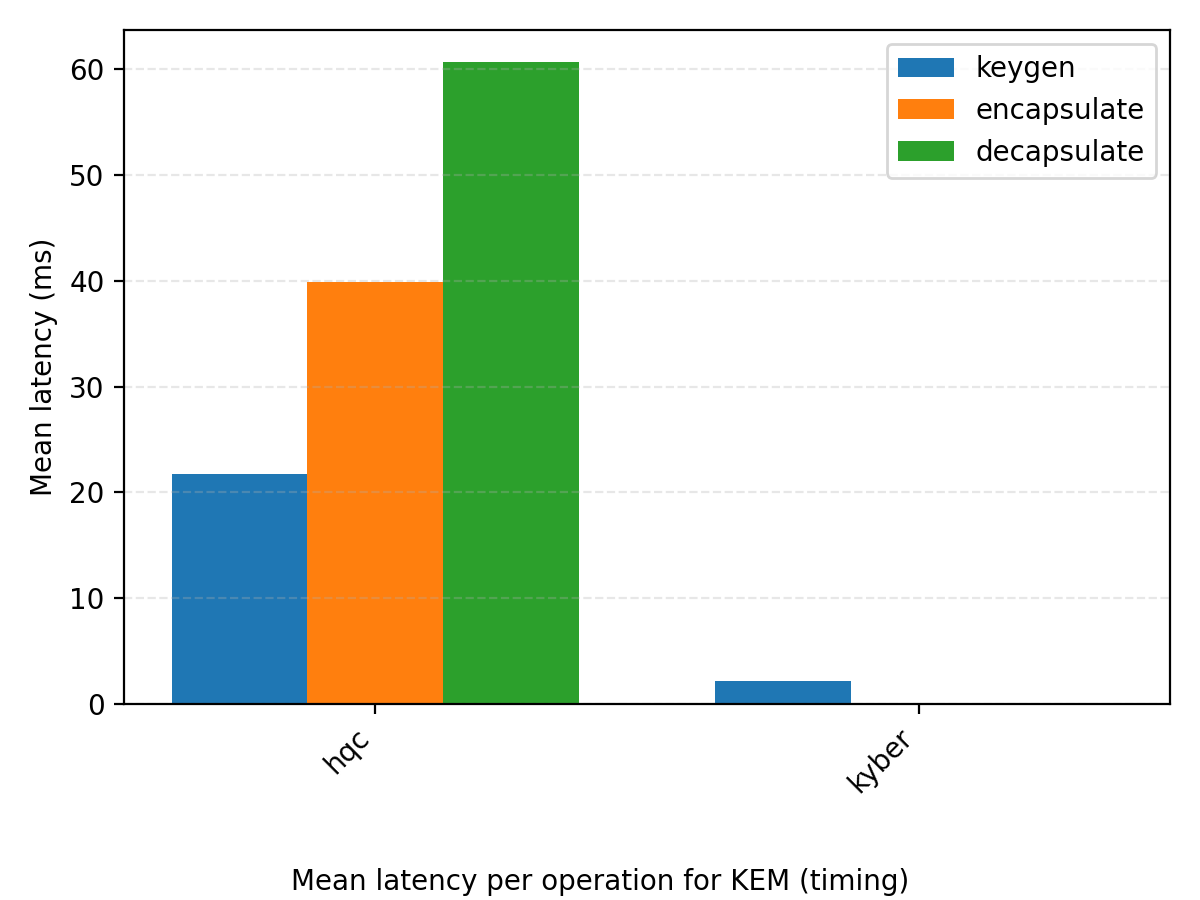 60
50
40
30
20
10
0
Mean latency (ms)
keygen
encapsulate
decapsulate
hqc
kyber
Mean latency per operation for KEM (timing)